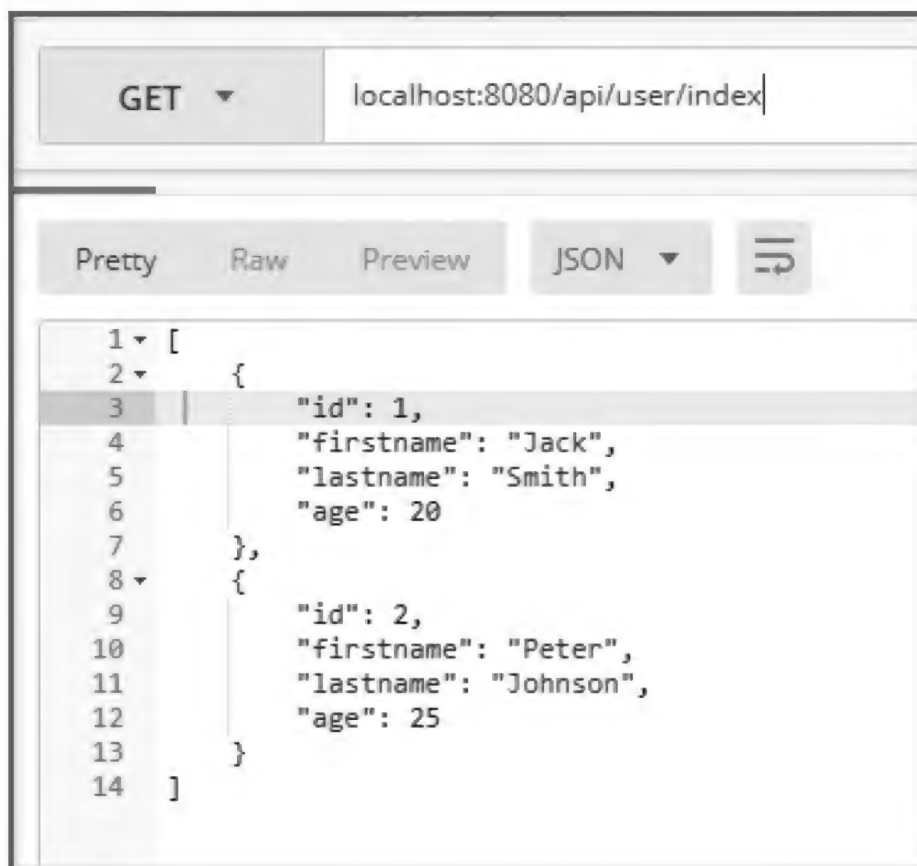 GET localhost:8080/api/user/index
Pretty Raw Preview JSON
1 [
2 {
3 "id": 1,
4 "firstname": "Jack",
5 "lastname": "Smith",
6 "age": 20
7 },
8 {
9 "id": 2,
10 "firstname": "Peter",
11 "lastname": "Johnson",
12 "age": 25
13 }
14 ]